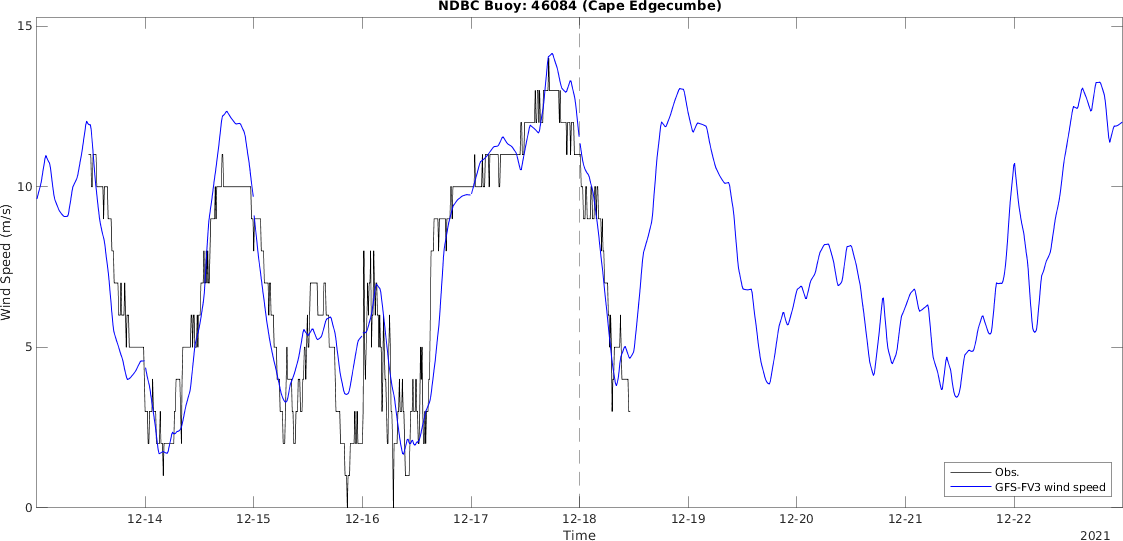 NDBC Buoy: 46084 (Cape Edgecumbe)
15
10
5
0
Wind Speed (m/s)
12-14 12-15 12-16 12-17 12-18 12-19 12-20 12-21 12-22
Time
2021
Obs.
GFS-FV3 wind speed